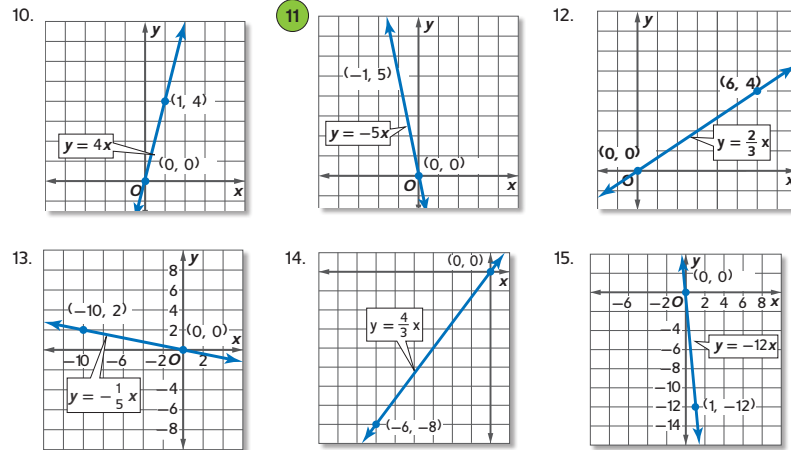 10.
y
(1, 4)
y = 4x
(0, 0)
O
x
11
y
(−1, 5)
y = −5x
(0, 0)
O
x
12.
y
(6, 4)
y = 2/3 x
(0, 0)
O
x
13.
y
8
6
4
2
(−10, 2)
(0, 0)
x
−10 −6 −2 O 2
y = −1/5 x
−4
−6
−8
14.
(0, 0)
y
x
y = 4/3 x
(−6, −8)
15.
y
(0, 0)
−6 −2 O 2 4 6 8 x
−4
−6
−8
−10
−12
−14
y = −12x
(1, −12)